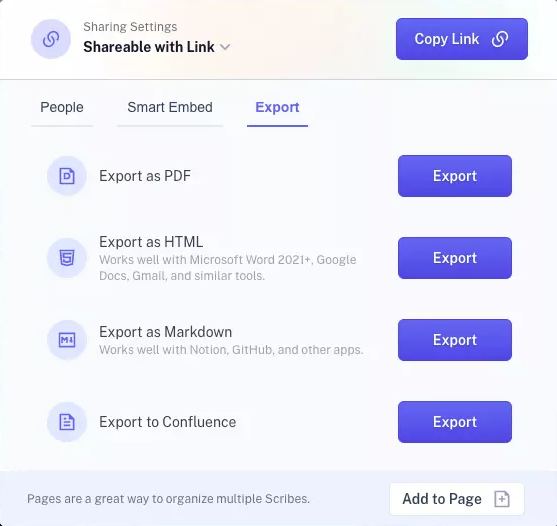 Sharing Settings
Shareable with Link
Copy Link
People
Smart Embed
Export
Export as PDF
Export
Export as HTML
Works well with Microsoft Word 2021+, Google
Docs, Gmail, and similar tools.
Export
Export as Markdown
Works well with Notion, GitHub, and other apps.
Export
Export to Confluence
Export
Pages are a great way to organize multiple Scribes.
Add to Page